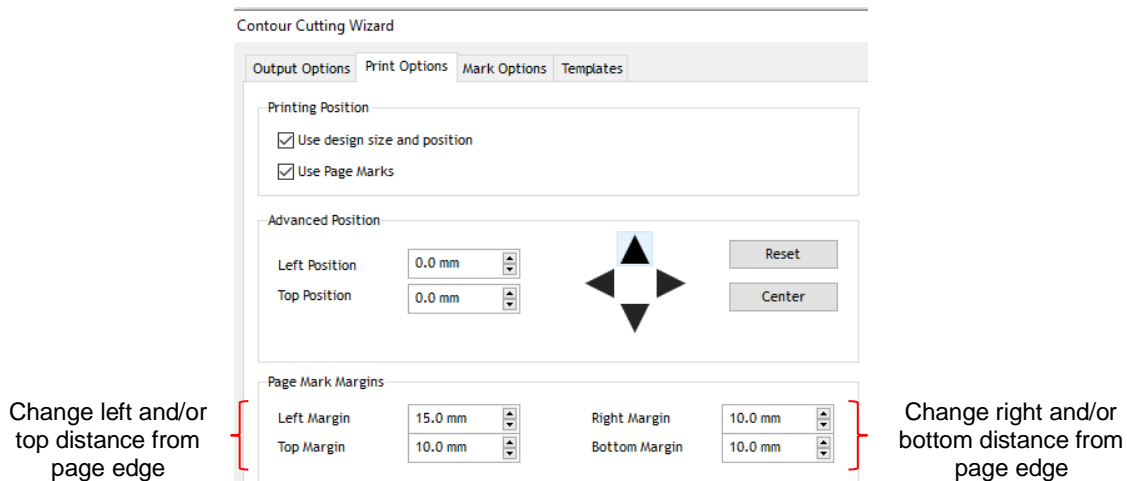 Contour Cutting Wizard
Output Options Print Options Mark Options Templates
Printing Position
Use design size and position
Use Page Marks
Advanced Position
Left Position 0.0 mm Reset
Top Position 0.0 mm Center
Page Mark Margins
Change left and/or
top distance from
page edge
Left Margin 15.0 mm Right Margin 10.0 mm
Top Margin 10.0 mm Bottom Margin 10.0 mm
Change right and/or
bottom distance from
page edge